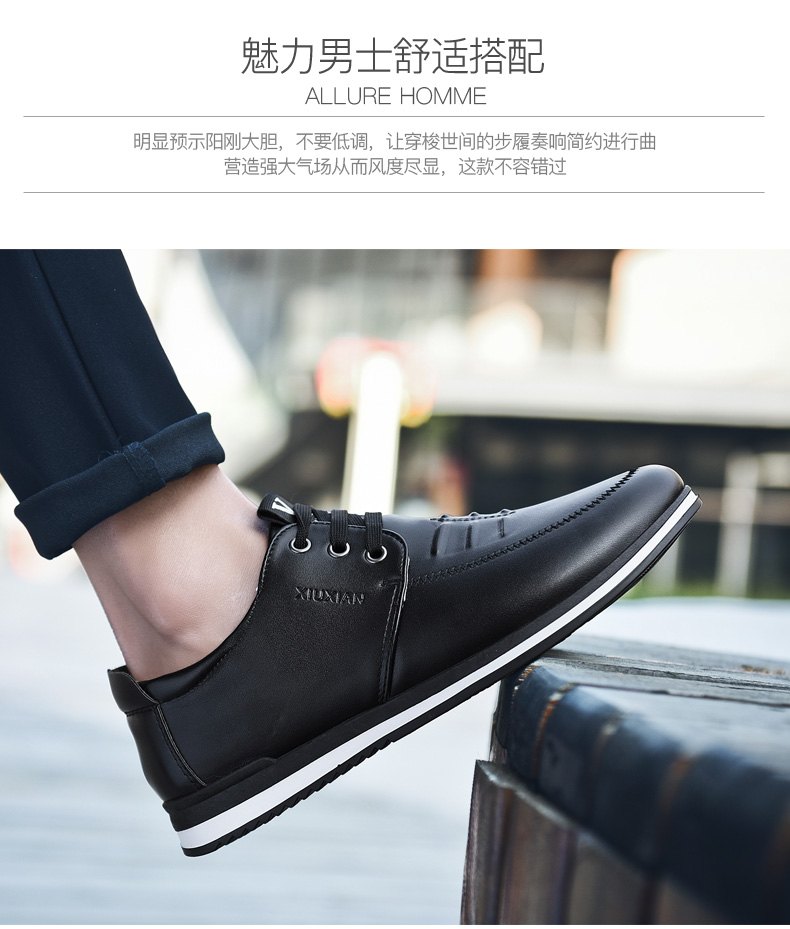 魅力男士舒适搭配
ALLURE HOMME
明显预示阳刚大胆，不要低调，让穿梭世间的步履奏响简约进行曲
营造强大气场从而风度尽显，这款不容错过
XIUXIAN